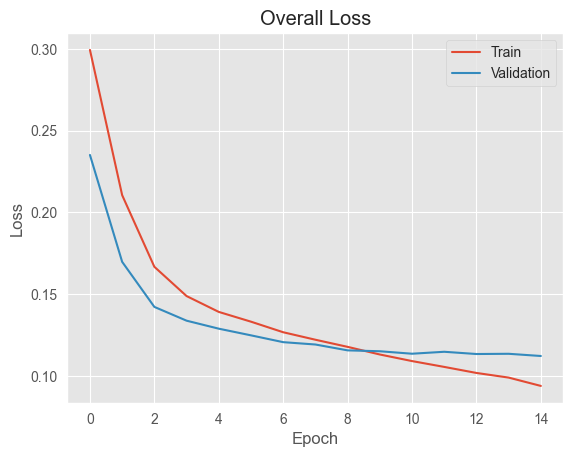 Overall Loss
Train
Validation
0.30
0.25
0.20
0.15
0.10
Loss
0 2 4 6 8 10 12 14
Epoch